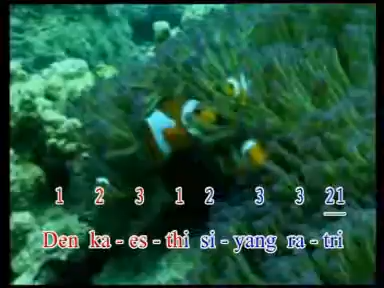 1 2 3 1 2 3 3 21
Den ka - es - thi si - yang ra - tri